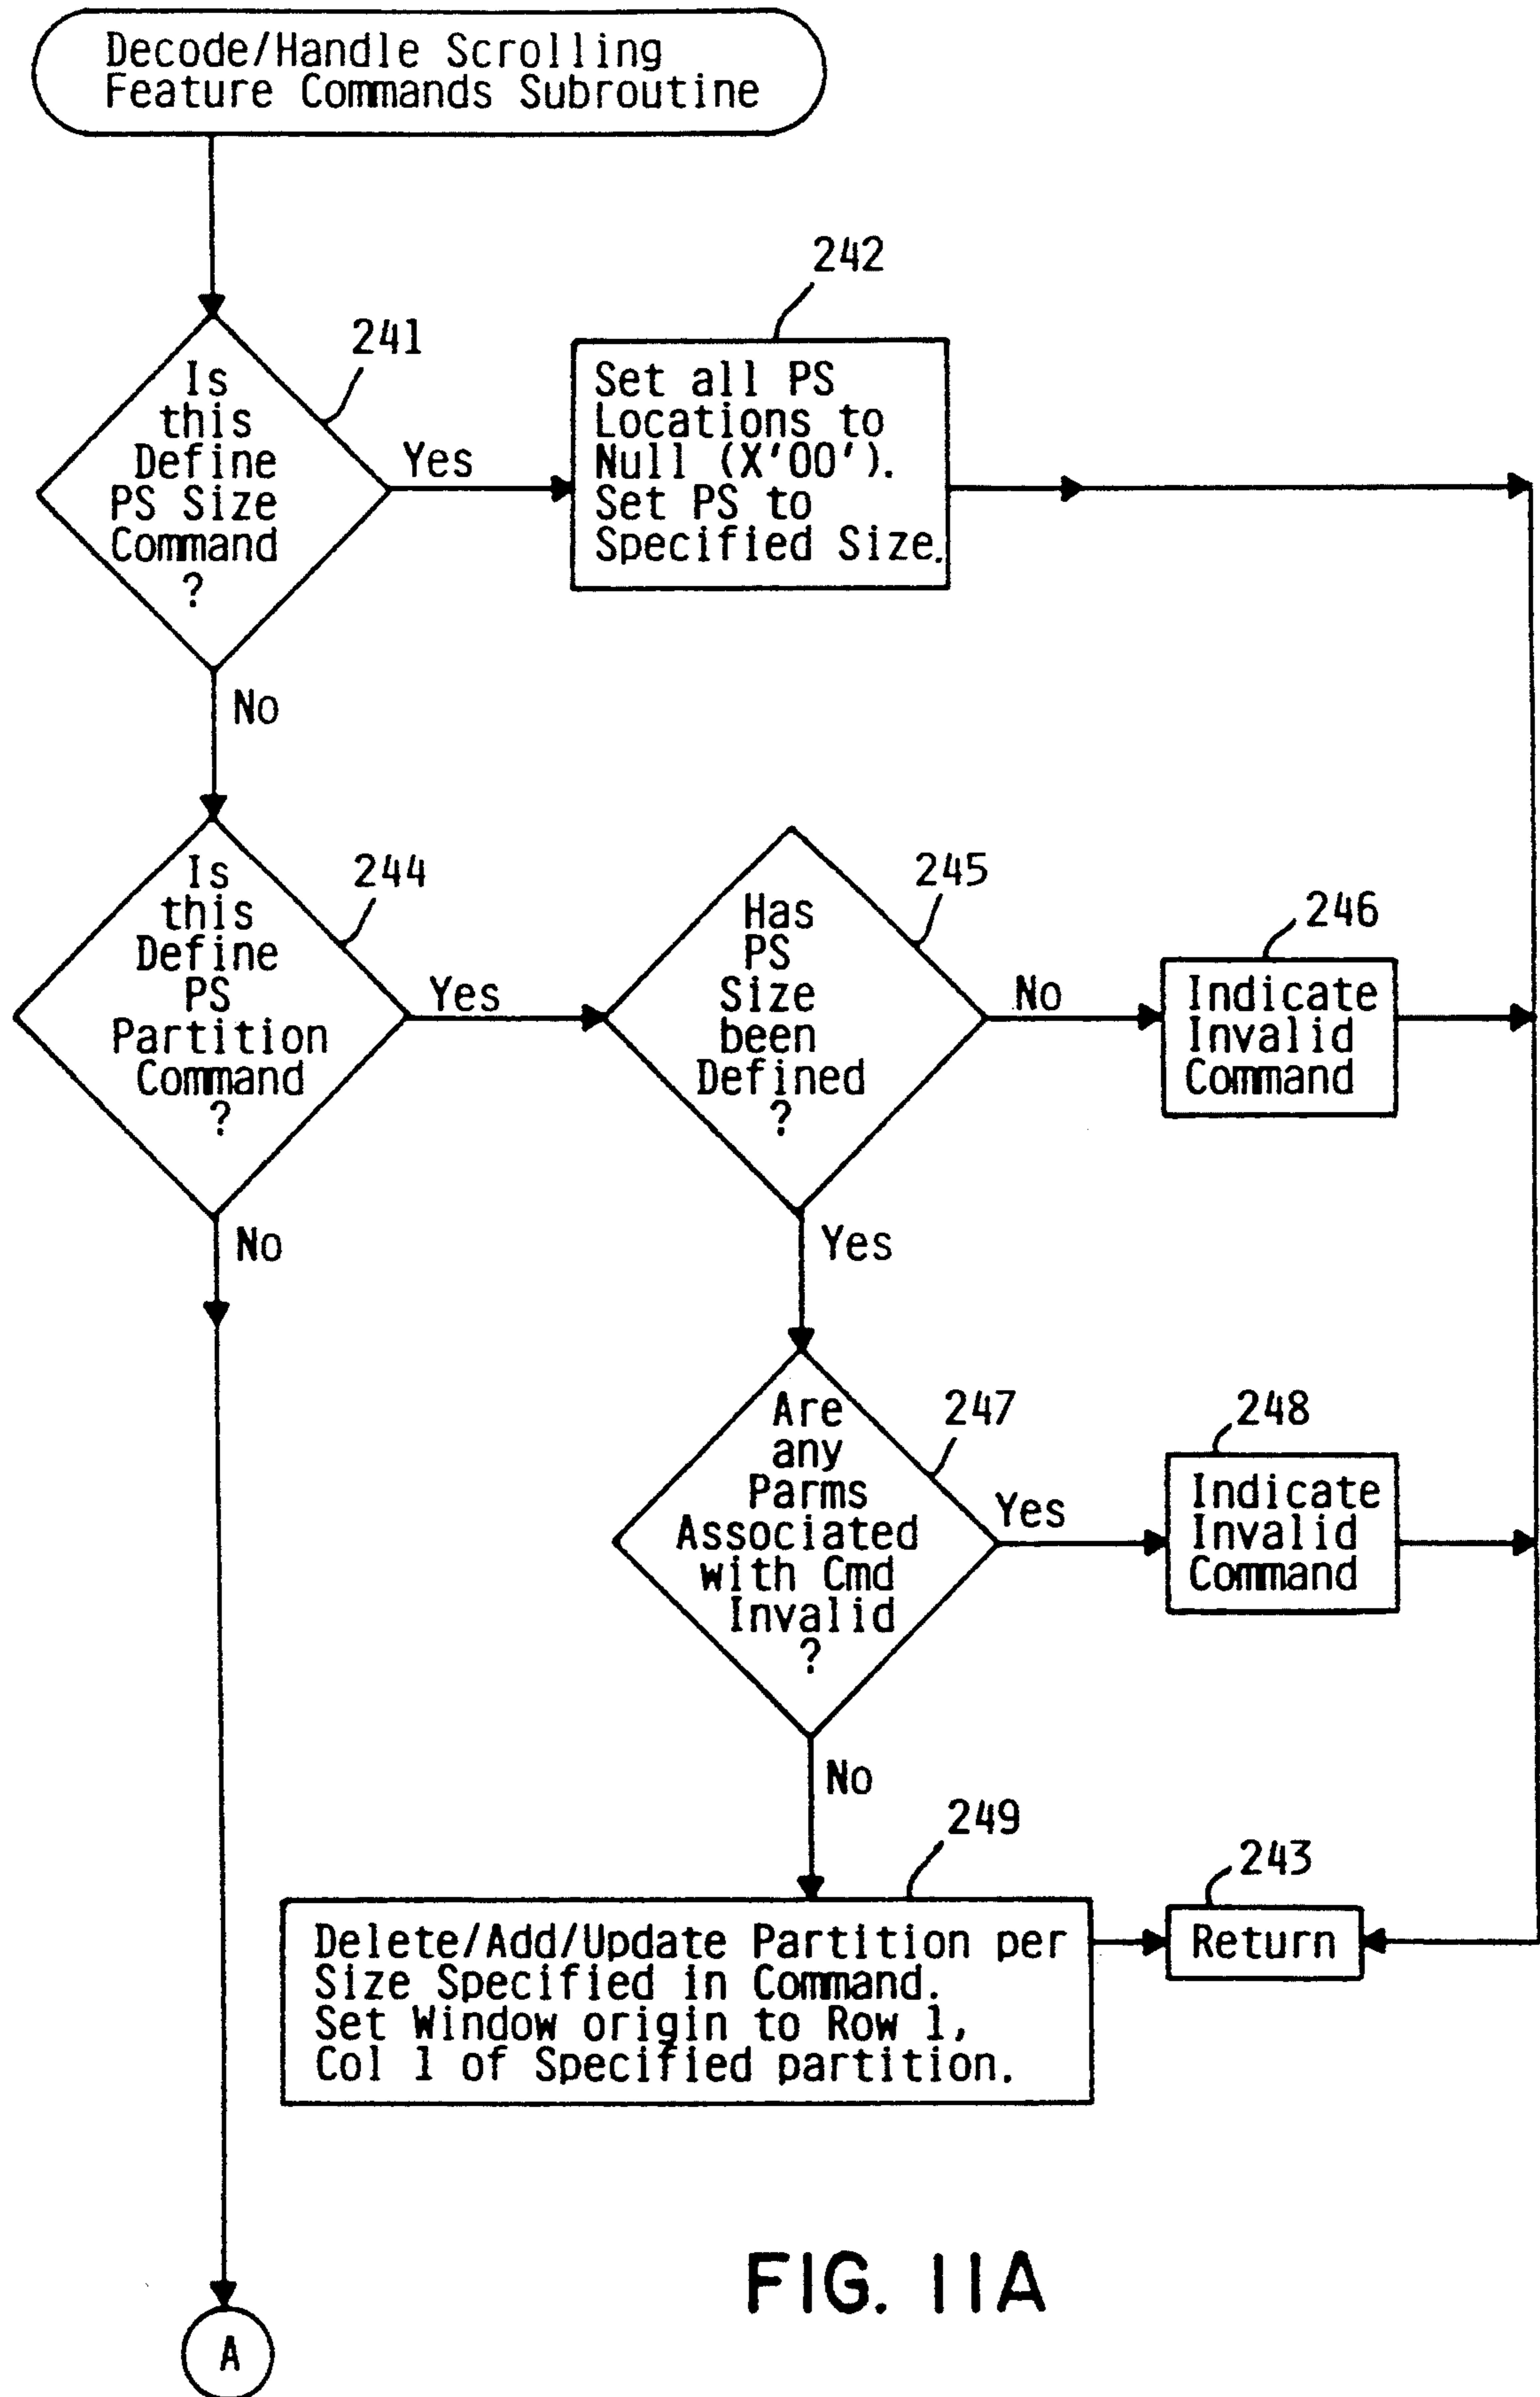 Decode/Handle Scrolling
Feature Commands Subroutine
241
Is
this
Define
PS Size
Command
?
Yes
No
242
Set all PS
Locations to
Null (X'00').
Set PS to
Specified Size.
244
Is
this
Define
PS
Partition
Command
?
Yes
No
245
Has
PS
Size
been
Defined
?
No
Yes
246
Indicate
Invalid
Command
247
Are
any
Parms
Associated
with Cmd
Invalid
?
Yes
No
248
Indicate
Invalid
Command
249
Delete/Add/Update Partition per
Size Specified in Command.
Set Window origin to Row 1,
Col 1 of Specified partition.
243
Return
A
FIG. 11A